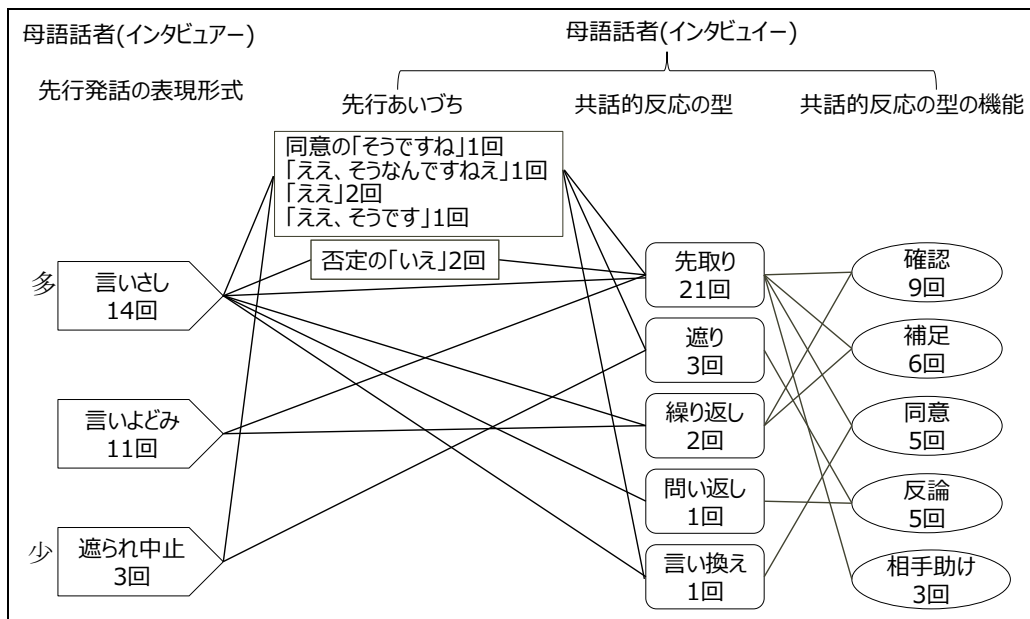 母語話者(インタビュアー)
母語話者(インタビュイー)
先行発話の表現形式
先行あいづち
共話的反応の型
共話的反応の型の機能
同意の｢そうですね｣1回
｢ええ、そうなんですねえ｣1回
｢ええ｣2回
｢ええ、そうです｣1回
否定の｢いえ｣2回
多
言いさし
14回
言いよどみ
11回
少
遮られ中止
3回
先取り
21回
遮り
3回
繰り返し
2回
問い返し
1回
言い換え
1回
確認
9回
補足
6回
同意
5回
反論
5回
相手助け
3回